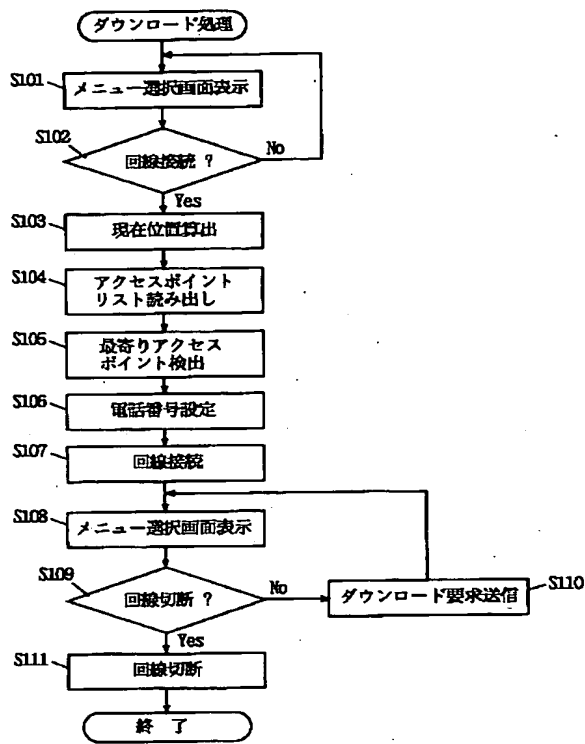 ダウンロード処理
S101
メニュー選択画面表示
S102
回線接続 ?
No
Yes
S103
現在位置算出
S104
アクセスポイント
リスト読み出し
S105
最寄りアクセス
ポイント検出
S106
電話番号設定
S107
回線接続
S108
メニュー選択画面表示
S109
回線切断 ?
No
ダウンロード要求送信
S110
Yes
S111
回線切断
終 了